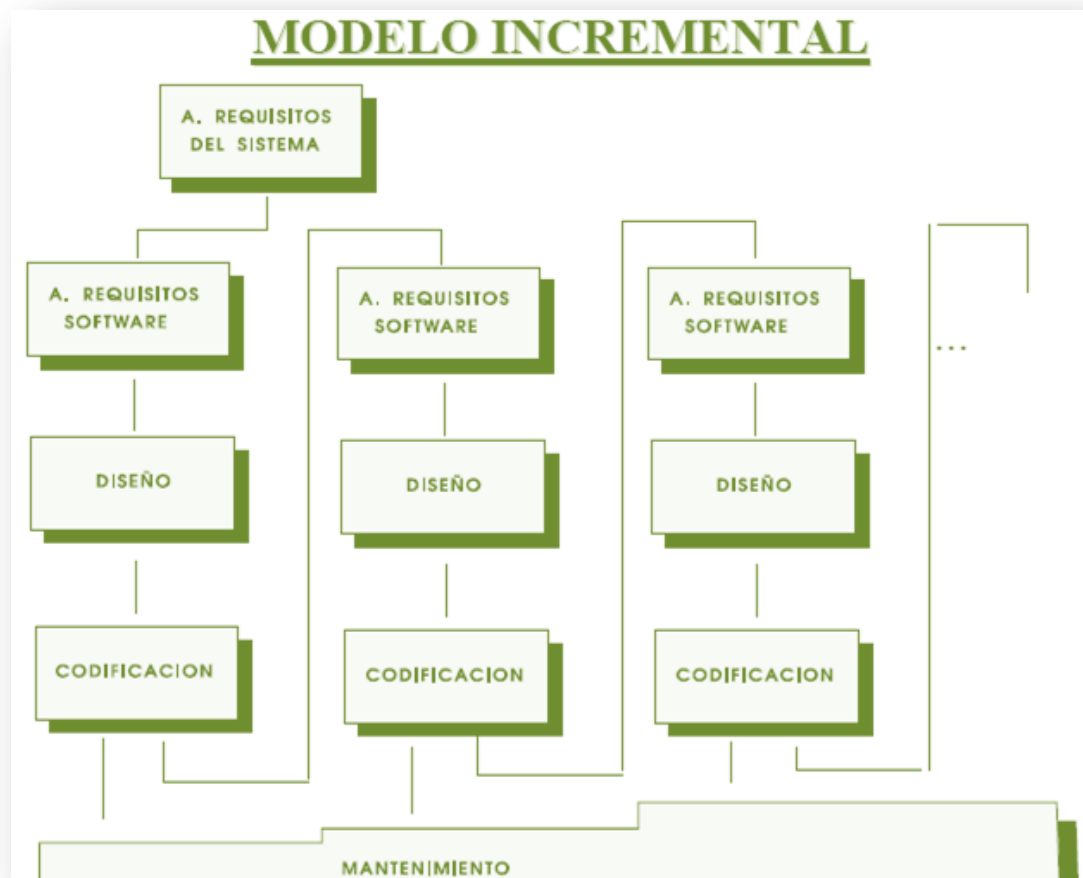 MODELO INCREMENTAL
A. REQUISITOS
DEL SISTEMA
A. REQUISITOS
SOFTWARE
A. REQUISITOS
SOFTWARE
A. REQUISITOS
SOFTWARE
...
DISEÑO
DISEÑO
DISEÑO
CODIFICACION
CODIFICACION
CODIFICACION
MANTENIMIENTO